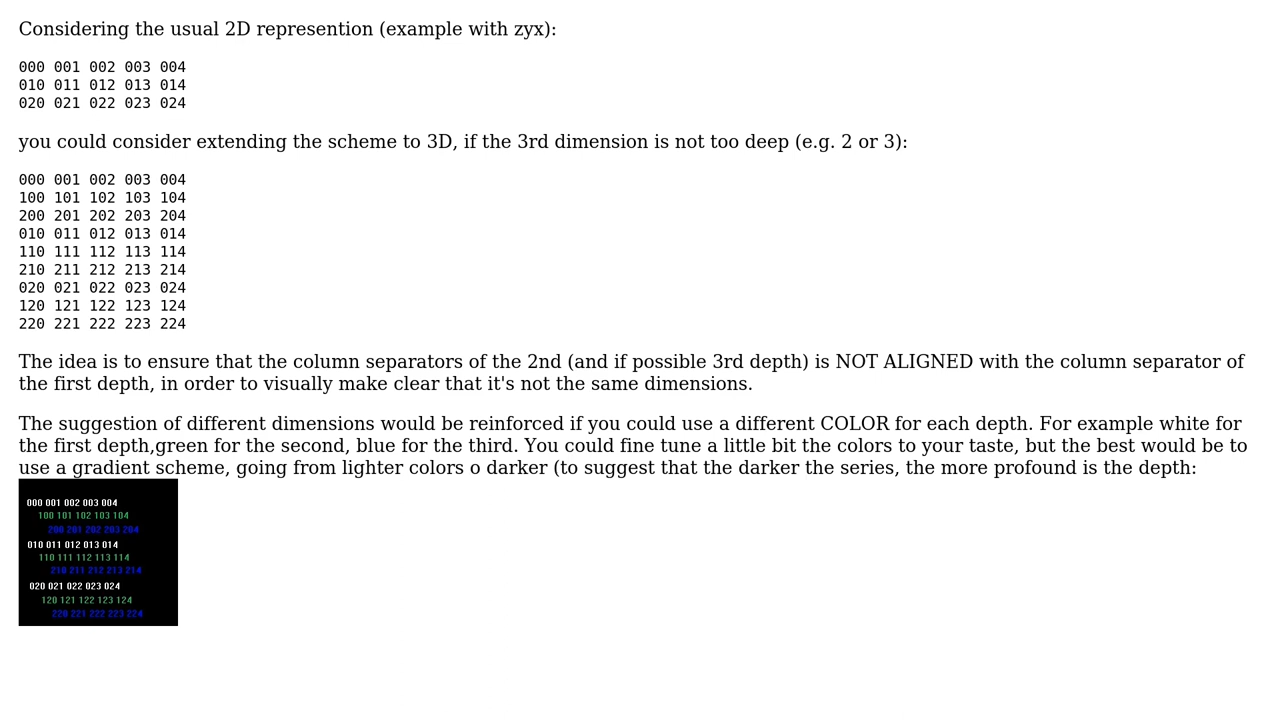 Considering the usual 2D represention (example with zyx):
000 001 002 003 004
010 011 012 013 014
020 021 022 023 024
you could consider extending the scheme to 3D, if the 3rd dimension is not too deep (e.g. 2 or 3):
000 001 002 003 004
100 101 102 103 104
200 201 202 203 204
010 011 012 013 014
110 111 112 113 114
210 211 212 213 214
020 021 022 023 024
120 121 122 123 124
220 221 222 223 224
The idea is to ensure that the column separators of the 2nd (and if possible 3rd depth) is NOT ALIGNED with the column separator of
the first depth, in order to visually make clear that it's not the same dimensions.
The suggestion of different dimensions would be reinforced if you could use a different COLOR for each depth. For example white for
the first depth,green for the second, blue for the third. You could fine tune a little bit the colors to your taste, but the best would be to
use a gradient scheme, going from lighter colors o darker (to suggest that the darker the series, the more profound is the depth:
000 001 002 003 004
100 101 102 103 104
200 201 202 203 204
010 011 012 013 014
110 111 112 113 114
210 211 212 213 214
020 021 022 023 024
120 121 122 123 124
220 221 222 223 224